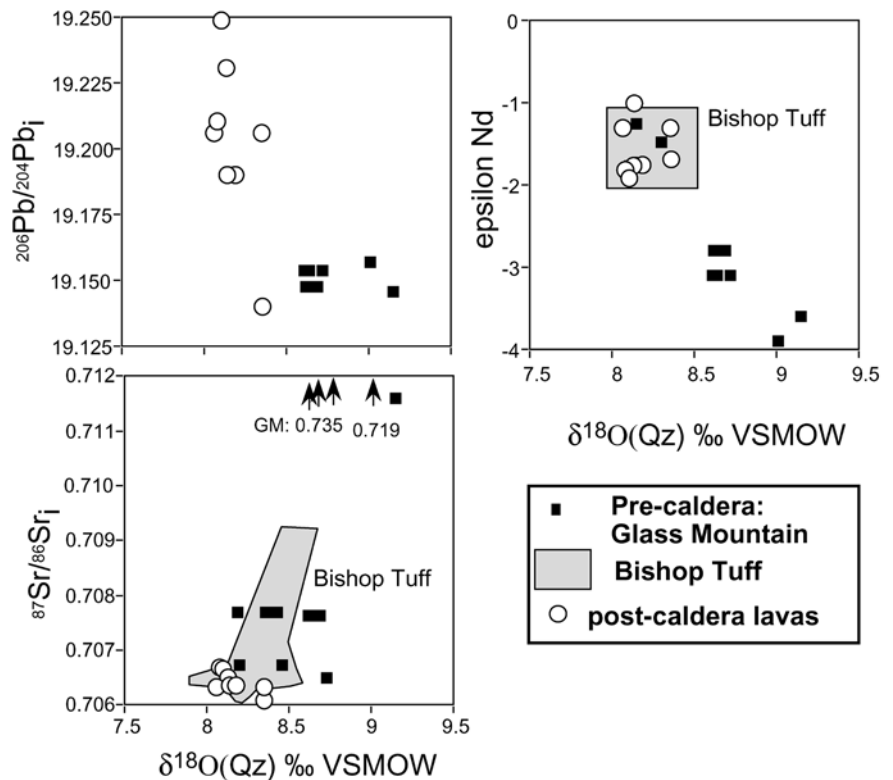 19.250
19.225
19.200
19.175
19.150
19.125
²⁰⁶Pb/²⁰⁴Pbᵢ
0
-1
-2
-3
-4
epsilon Nd
Bishop Tuff
7.5 8 8.5 9 9.5
δ¹⁸O(Qz) ‰ VSMOW
0.712
0.711
0.710
0.709
0.708
0.707
0.706
⁸⁷Sr/⁸⁶Srᵢ
GM: 0.735 0.719
Bishop Tuff
7.5 8 8.5 9 9.5
δ¹⁸O(Qz) ‰ VSMOW
Pre-caldera:
Glass Mountain
Bishop Tuff
post-caldera lavas